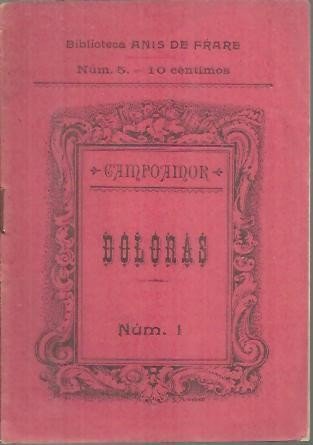 Biblioteca ANIS DE FRARE
Núm. 5. — 10 céntimos
CAMPOAMOR
DOLORAS
Núm. 1